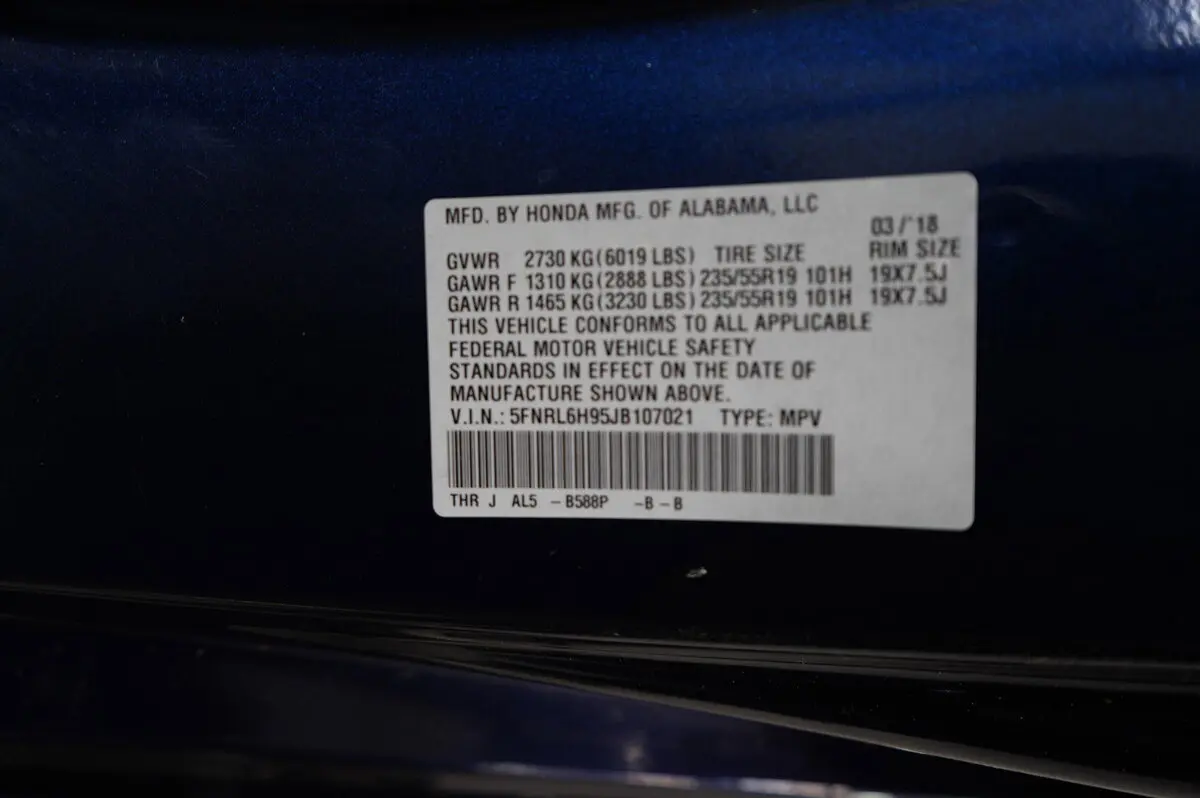 MFD. BY HONDA MFG. OF ALABAMA, LLC
03/'18
GVWR 2730 KG(6019 LBS) TIRE SIZE RIM SIZE
GAWR F 1310 KG(2888 LBS) 235/55R19 101H 19X7.5J
GAWR R 1465 KG(3230 LBS) 235/55R19 101H 19X7.5J
THIS VEHICLE CONFORMS TO ALL APPLICABLE
FEDERAL MOTOR VEHICLE SAFETY
STANDARDS IN EFFECT ON THE DATE OF
MANUFACTURE SHOWN ABOVE.
V.I.N.: 5FNRL6H95JB107021 TYPE: MPV
THR J AL5 -B588P -B-B